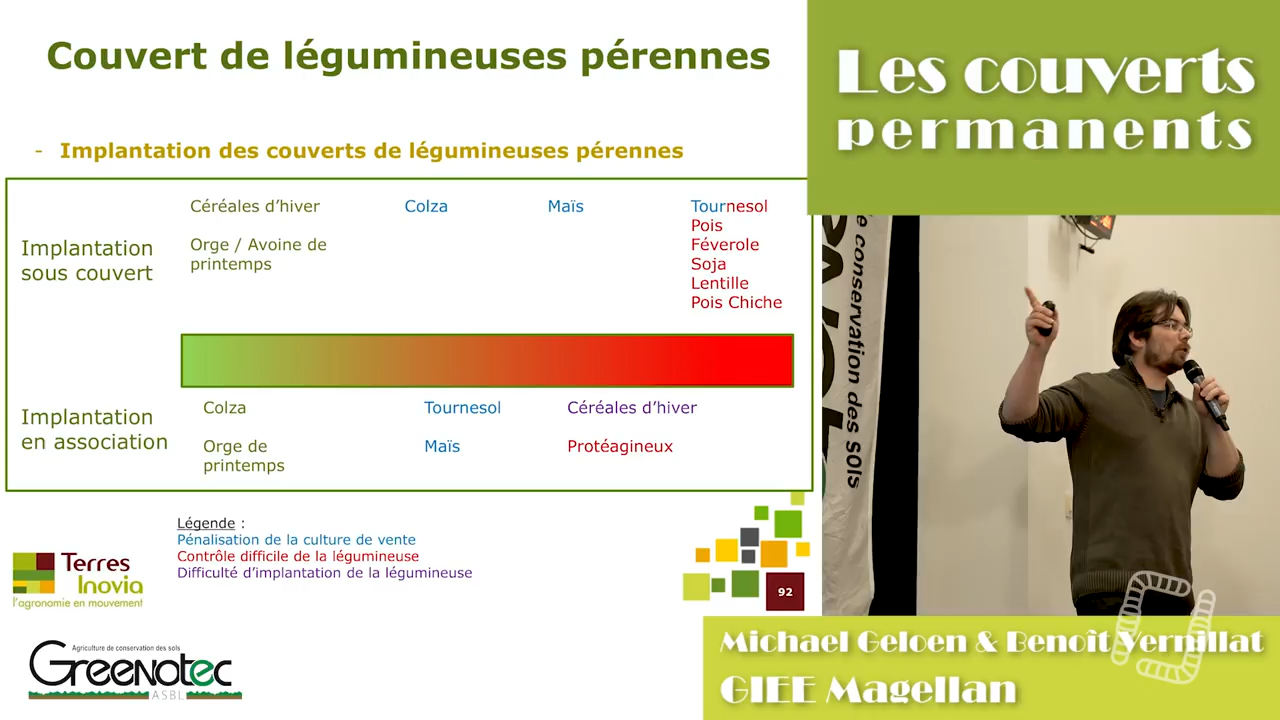 Couvert de légumineuses pérennes
- Implantation des couverts de légumineuses pérennes
Implantation
sous couvert
Céréales d’hiver
Orge / Avoine de
printemps
Colza
Maïs
Tournesol
Pois
Féverole
Soja
Lentille
Pois Chiche
Implantation
en association
Colza
Orge de
printemps
Tournesol
Maïs
Céréales d’hiver
Protéagineux
Légende :
Pénalisation de la culture de vente
Contrôle difficile de la légumineuse
Difficulté d’implantation de la légumineuse
Terres
Inovia
l’agronomie en mouvement
92
Agriculture de conservation des sols
Greenotec
ASBL
Les couverts
permanents
e conservation des sols
Michael Geloen & Benoît Vernillat
GIEE Magellan